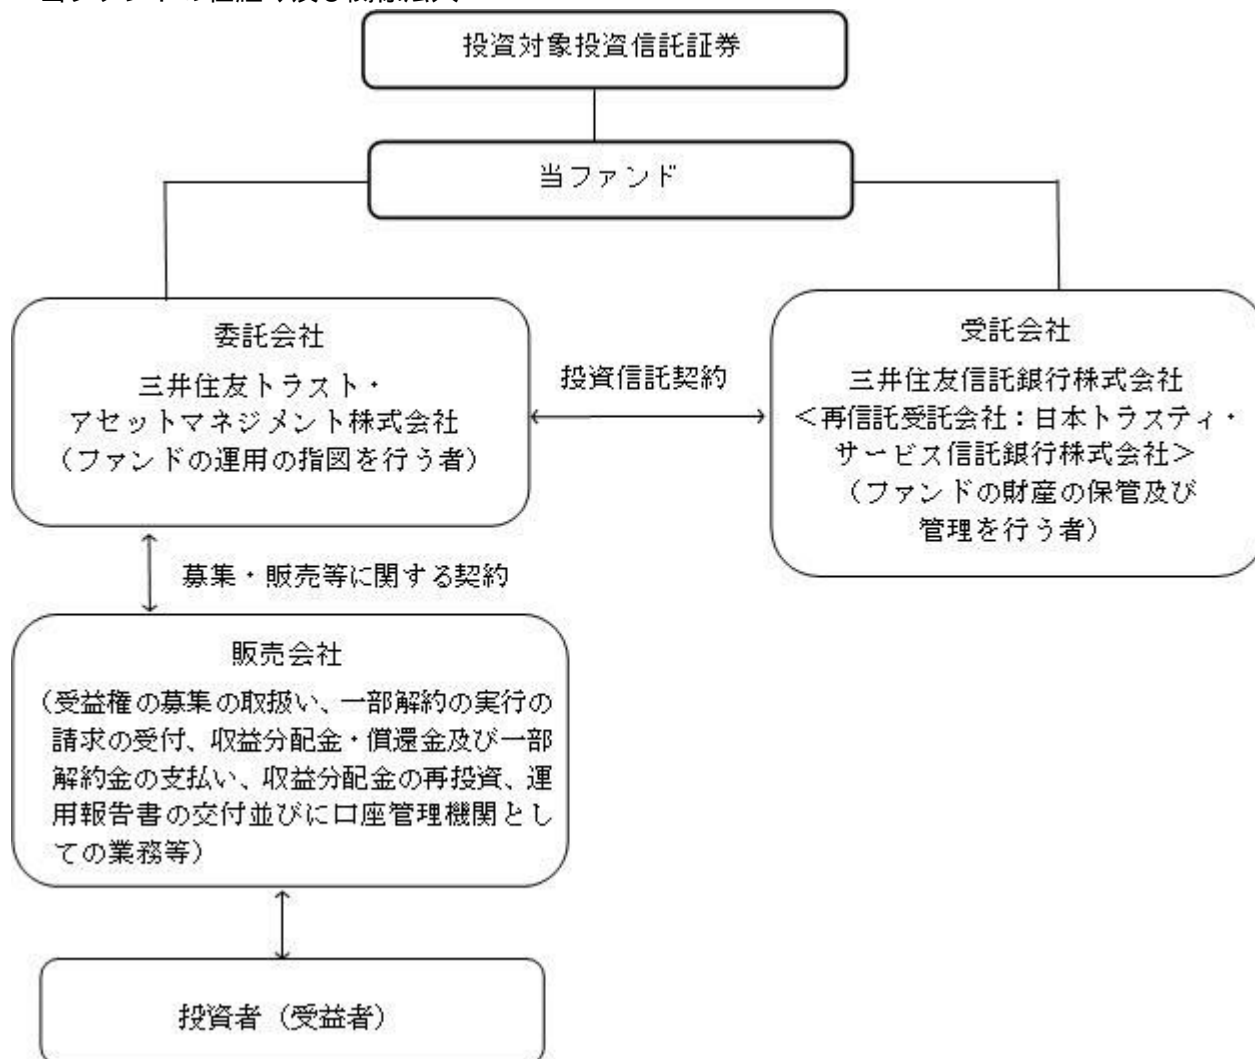 投資対象投資信託証券
当ファンド
委託会社
三井住友トラスト・
アセットマネジメント株式会社
（ファンドの運用の指図を行う者）
投資信託契約
受託会社
三井住友信託銀行株式会社
＜再信託受託会社：日本トラスティ・
サービス信託銀行株式会社＞
（ファンドの財産の保管及び
管理を行う者）
募集・販売等に関する契約
販売会社
（受益権の募集の取扱い、一部解約の実行の
請求の受付、収益分配金・償還金及び一部
解約金の支払い、収益分配金の再投資、運
用報告書の交付並びに口座管理機関とし
ての業務等）
投資者（受益者）